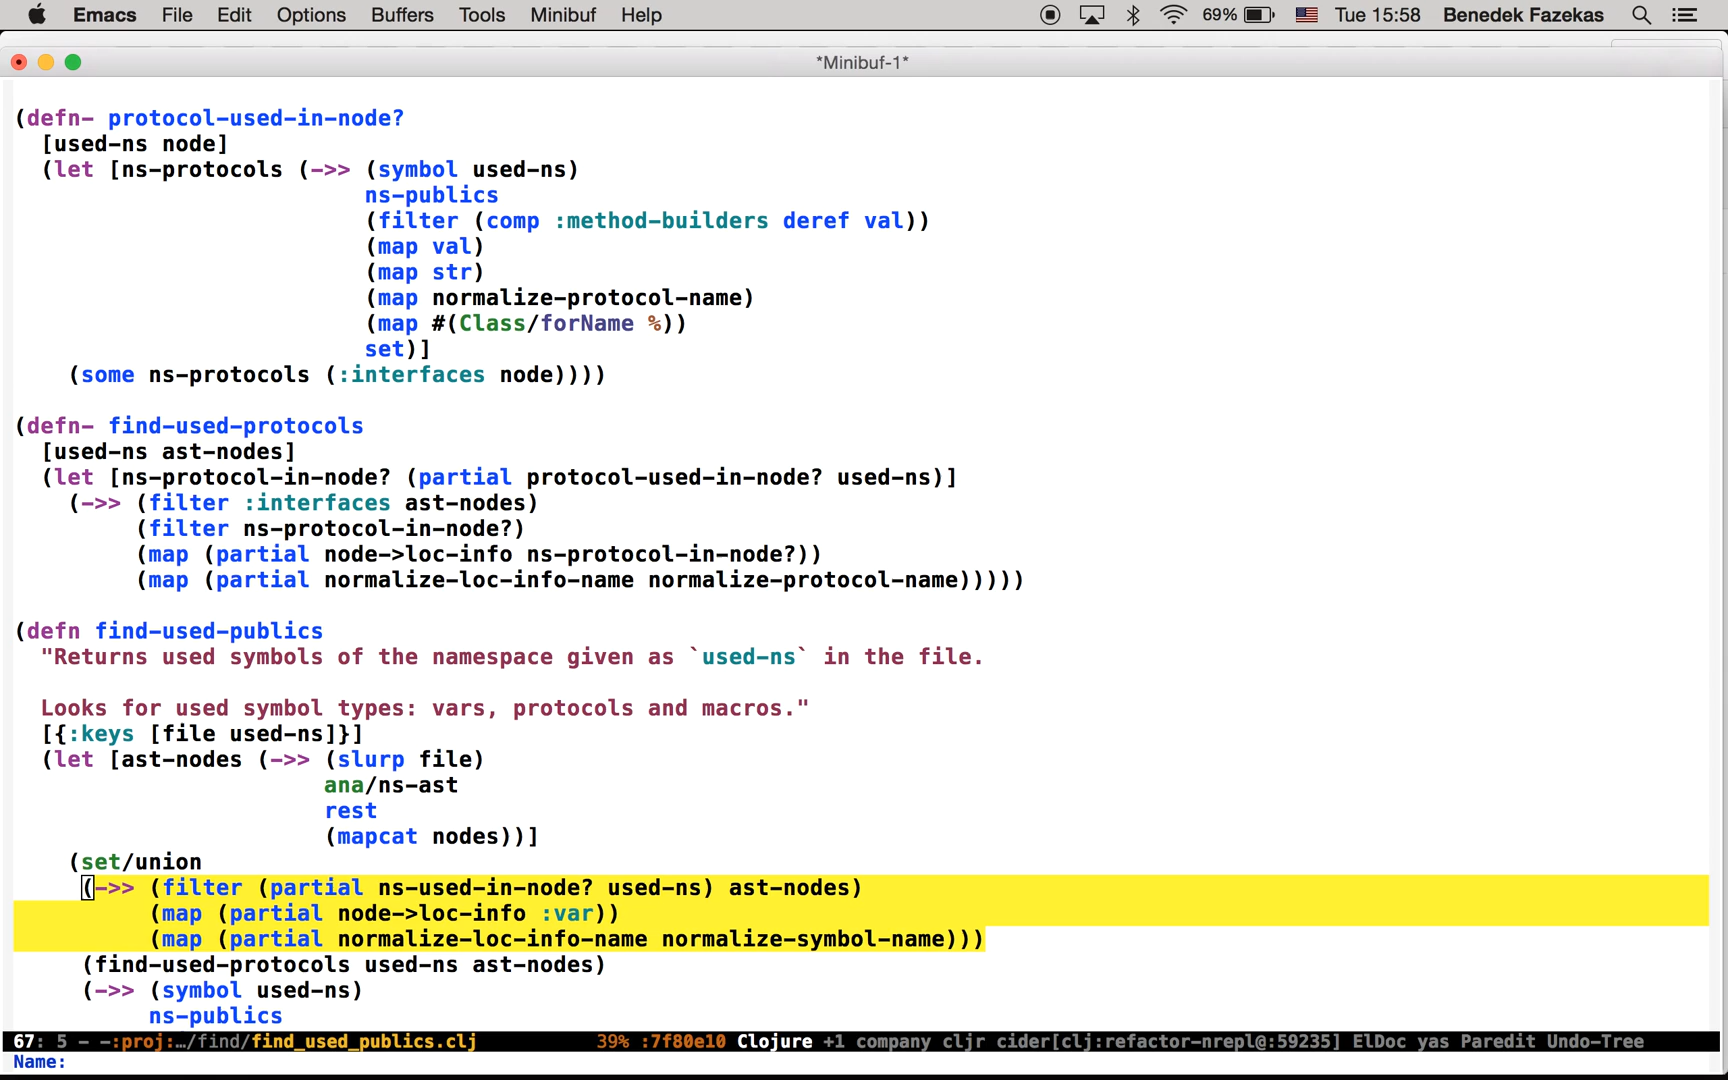 Emacs File Edit Options Buffers Tools Minibuf Help 69% Tue 15:58 Benedek Fazekas
*Minibuf-1*
(defn- protocol-used-in-node?
  [used-ns node]
  (let [ns-protocols (->> (symbol used-ns)
                          ns-publics
                          (filter (comp :method-builders deref val))
                          (map val)
                          (map str)
                          (map normalize-protocol-name)
                          (map #(Class/forName %))
                          set)]
    (some ns-protocols (:interfaces node))))
(defn- find-used-protocols
  [used-ns ast-nodes]
  (let [ns-protocol-in-node? (partial protocol-used-in-node? used-ns)]
    (->> (filter :interfaces ast-nodes)
         (filter ns-protocol-in-node?)
         (map (partial node->loc-info ns-protocol-in-node?))
         (map (partial normalize-loc-info-name normalize-protocol-name)))))
(defn find-used-publics
  "Returns used symbols of the namespace given as `used-ns` in the file.
  Looks for used symbol types: vars, protocols and macros."
  [{:keys [file used-ns]}]
  (let [ast-nodes (->> (slurp file)
                       ana/ns-ast
                       rest
                       (mapcat nodes))]
    (set/union
     (->> (filter (partial ns-used-in-node? used-ns) ast-nodes)
          (map (partial node->loc-info :var))
          (map (partial normalize-loc-info-name normalize-symbol-name)))
     (find-used-protocols used-ns ast-nodes)
     (->> (symbol used-ns)
          ns-publics
67: 5 - -:proj:…/find/find_used_publics.clj 39% :7f80e10 Clojure +1 company cljr cider[clj:refactor-nrepl@:59235] ElDoc yas Paredit Undo-Tree
Name: